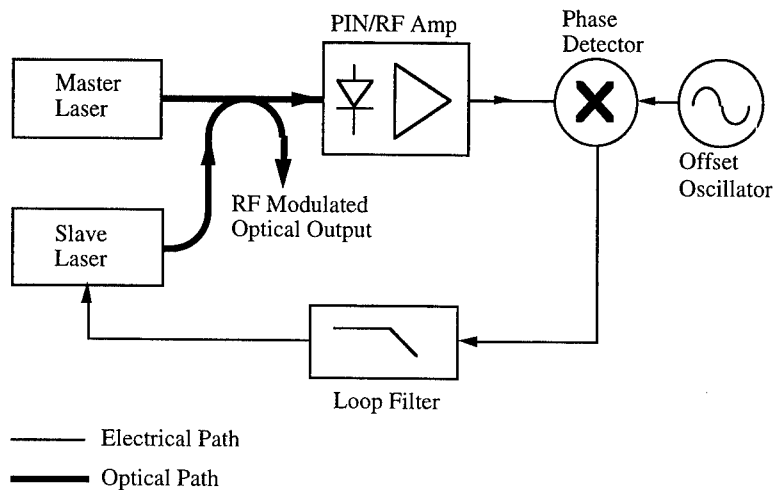 PIN/RF Amp
Phase
Detector
Master
Laser
Offset
Oscillator
RF Modulated
Optical Output
Slave
Laser
Loop Filter
Electrical Path
Optical Path